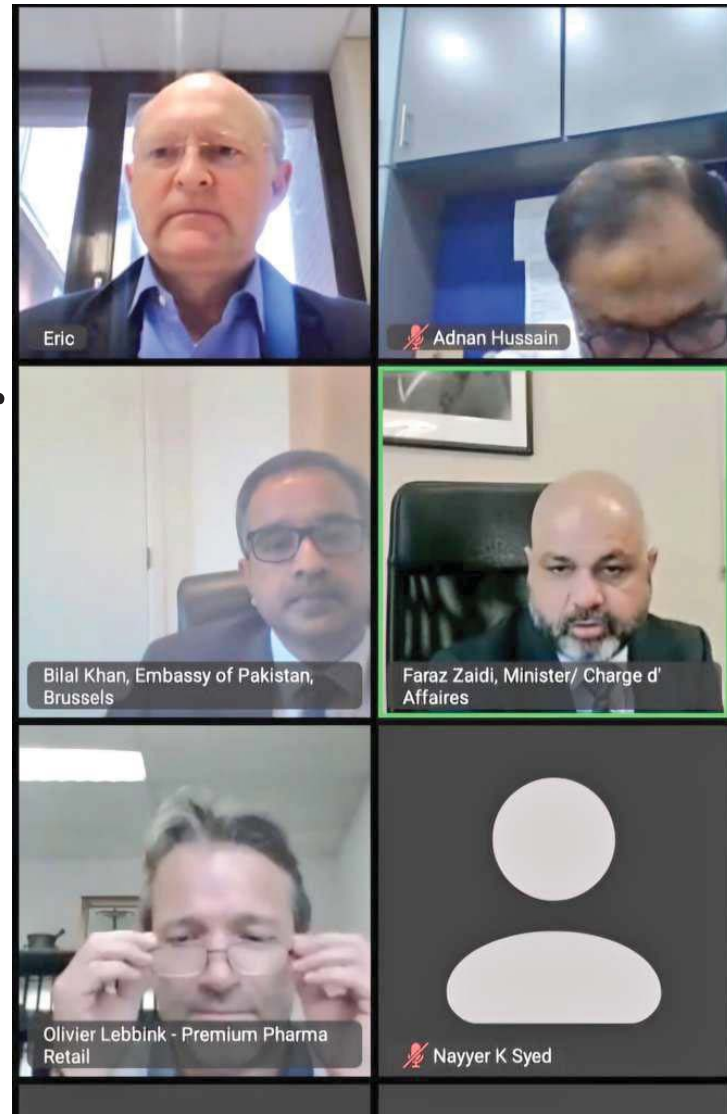 Eric
Adnan Hussain
Bilal Khan, Embassy of Pakistan,
Brussels
Faraz Zaidi, Minister/ Charge d'
Affaires
Olivier Lebbink - Premium Pharma
Retail
Nayyer K Syed